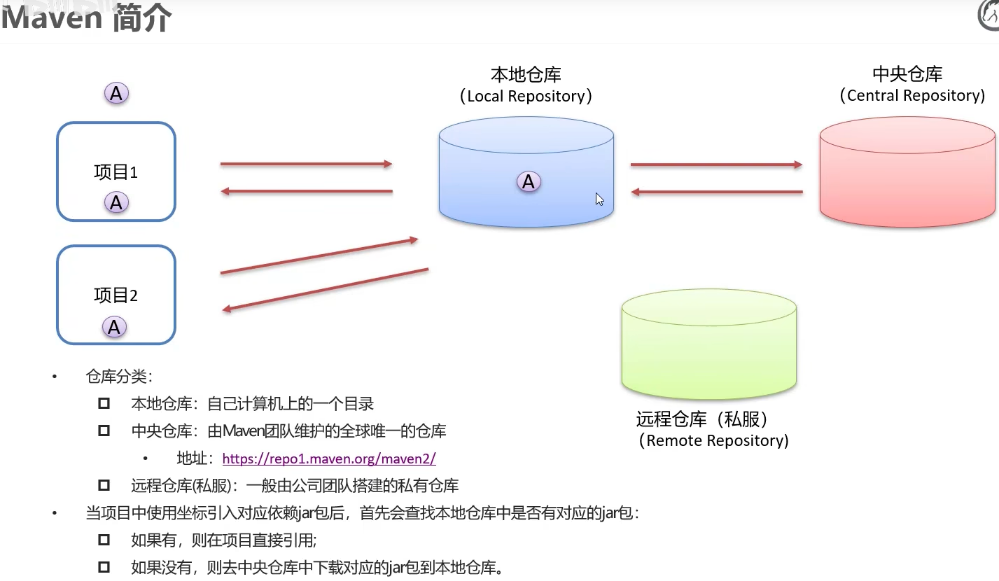 Maven 简介
本地仓库
（Local Repository）
中央仓库
（Central Repository）
A
项目1
A
A
项目2
A
远程仓库（私服）
（Remote Repository）
• 仓库分类：
本地仓库：自己计算机上的一个目录
中央仓库：由Maven团队维护的全球唯一的仓库
• 地址：https://repo1.maven.org/maven2/
远程仓库(私服)：一般由公司团队搭建的私有仓库
• 当项目中使用坐标引入对应依赖jar包后，首先会查找本地仓库中是否有对应的jar包：
如果有，则在项目直接引用;
如果没有，则去中央仓库中下载对应的jar包到本地仓库。